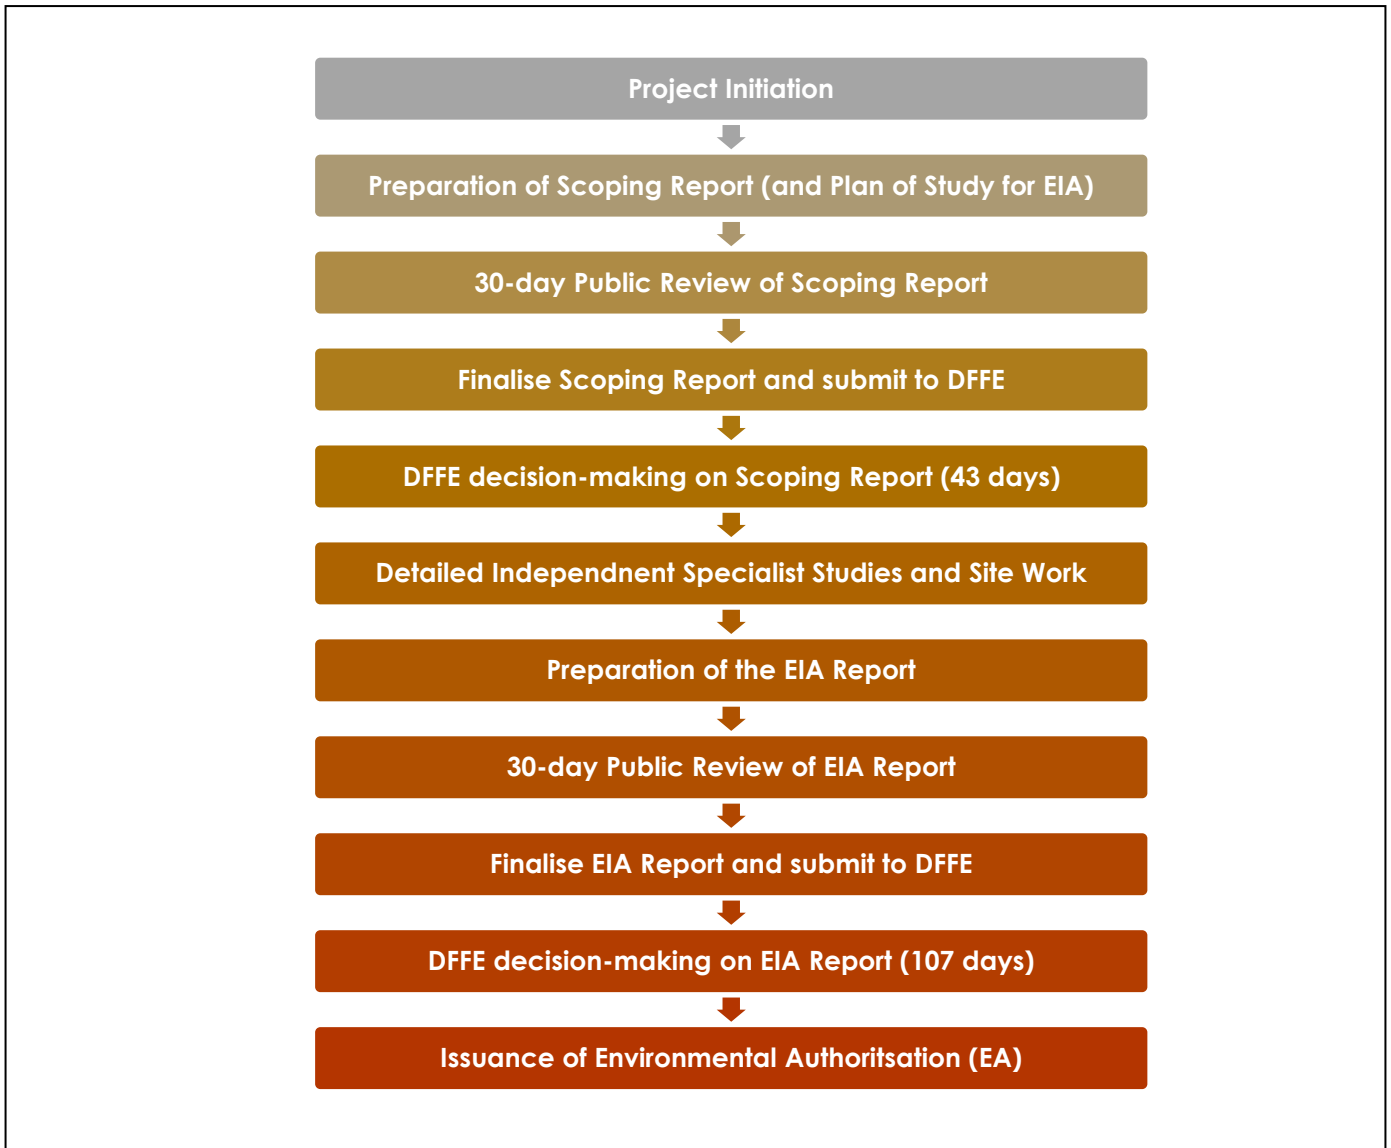 Project Initiation
Preparation of Scoping Report (and Plan of Study for EIA)
30-day Public Review of Scoping Report
Finalise Scoping Report and submit to DFFE
DFFE decision-making on Scoping Report (43 days)
Detailed Independnent Specialist Studies and Site Work
Preparation of the EIA Report
30-day Public Review of EIA Report
Finalise EIA Report and submit to DFFE
DFFE decision-making on EIA Report (107 days)
Issuance of Environmental Authoritsation (EA)